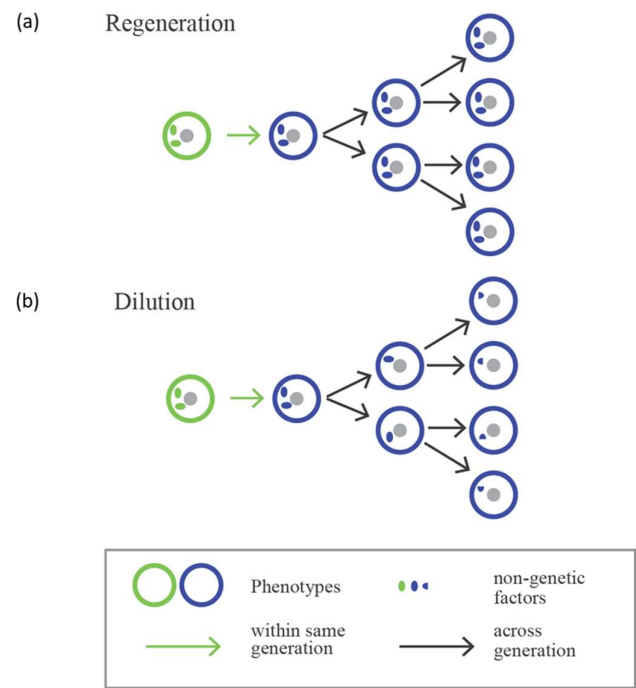 (a) Regeneration
(b) Dilution
Phenotypes
non-genetic
factors
within same
generation
across
generation